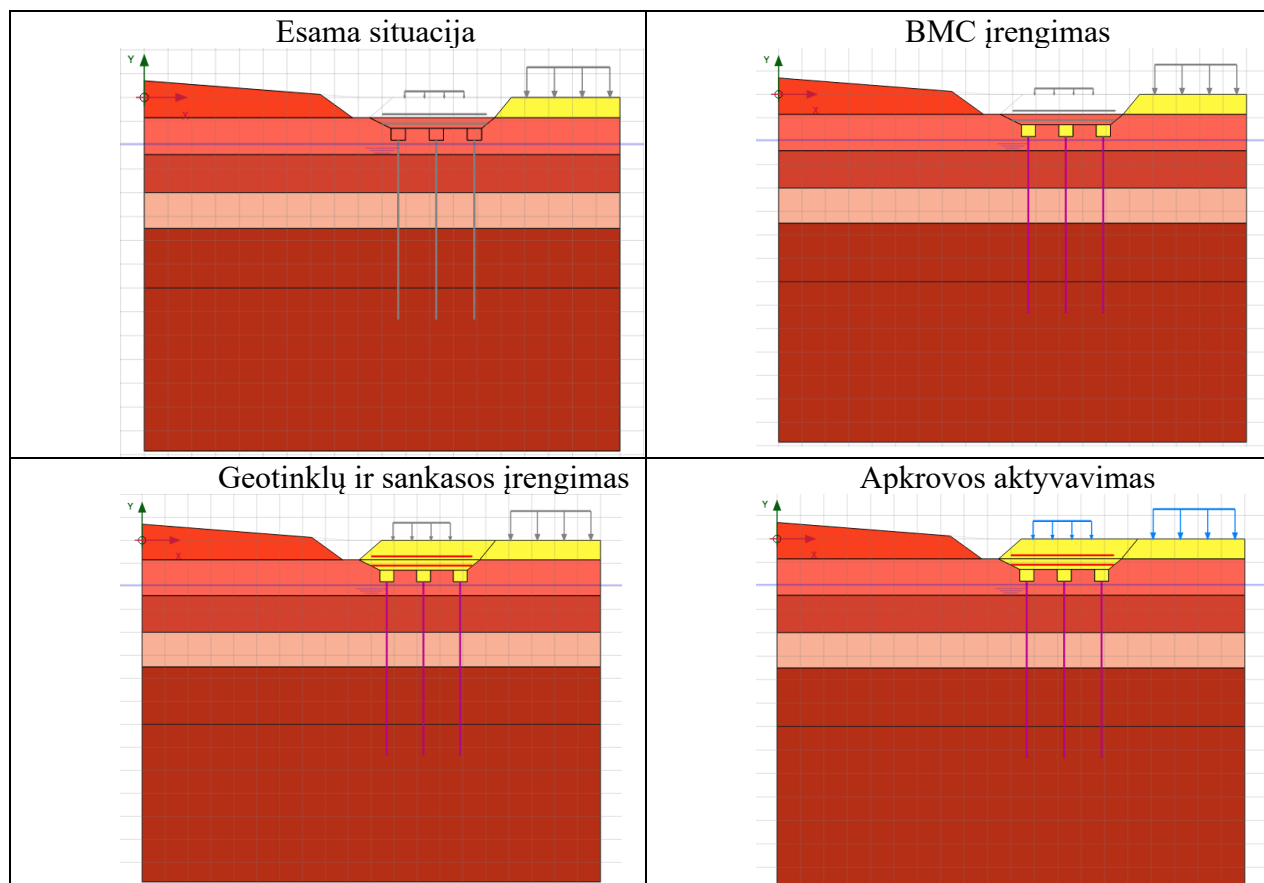 Esama situacija
BMC įrengimas
Y
X
Y
X
Geotinklų ir sankasos įrengimas
Apkrovos aktyvavimas
Y
X
Y
X